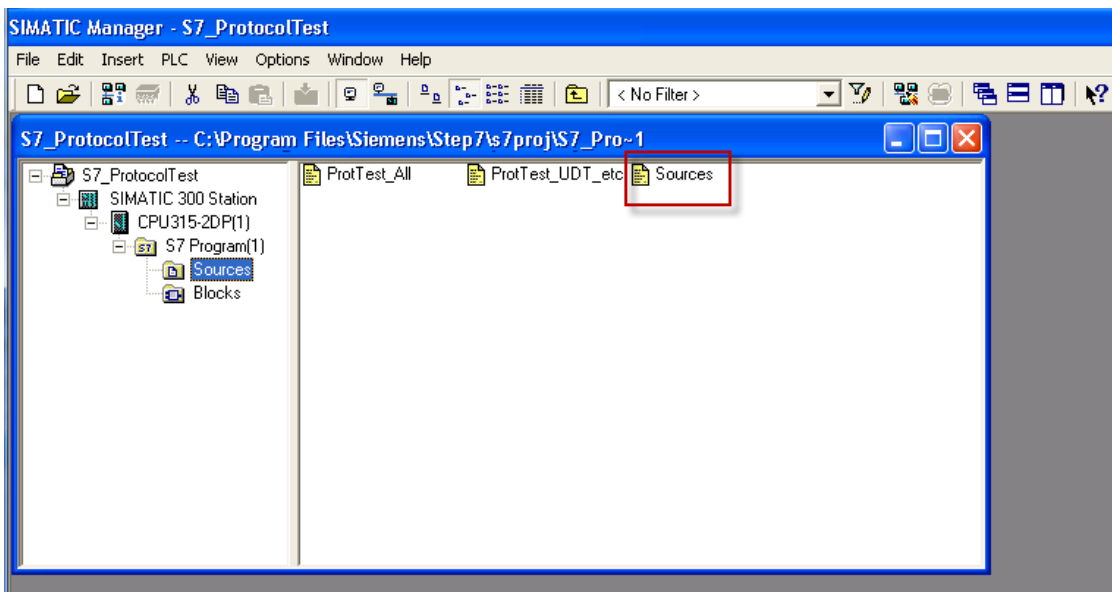 SIMATIC Manager - S7_ProtocolTest
File Edit Insert PLC View Options Window Help
< No Filter >
S7_ProtocolTest -- C:\Program Files\Siemens\Step7\s7proj\S7_Pro~1
S7_ProtocolTest
SIMATIC 300 Station
CPU315-2DP(1)
S7 Program(1)
Sources
Blocks
ProtTest_All ProtTest_UDT_etc Sources